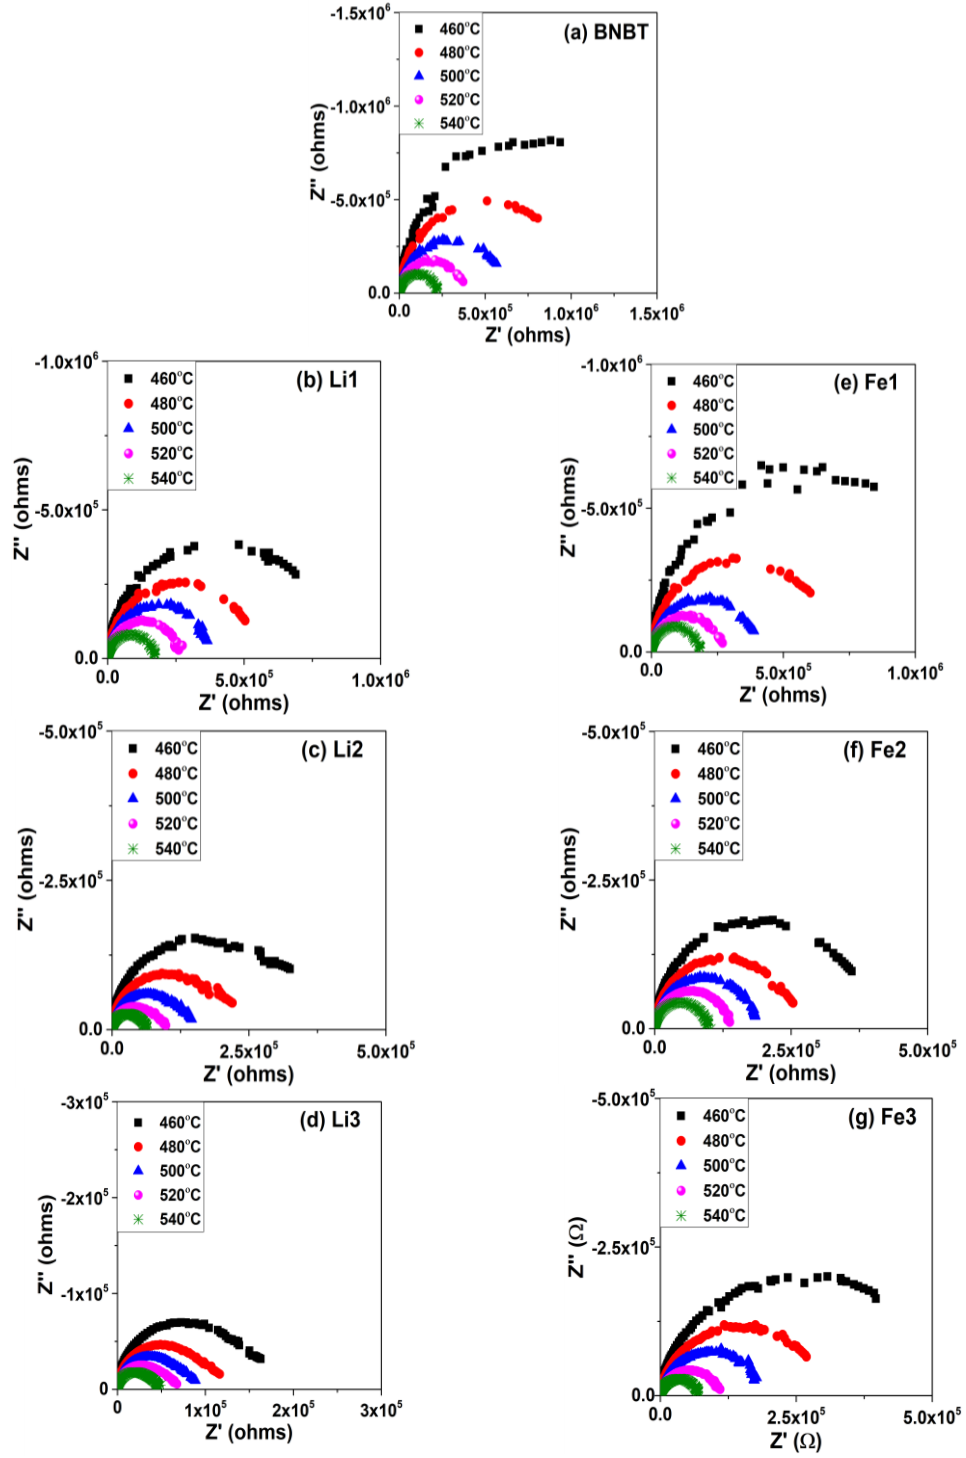 (a) BNBT
460°C
480°C
500°C
520°C
540°C
-1.5x10⁶
-1.0x10⁶
-5.0x10⁵
0.0
Z'' (ohms)
0.0 5.0x10⁵ 1.0x10⁶ 1.5x10⁶
Z' (ohms)
(b) Li1
460°C
480°C
500°C
520°C
540°C
-1.0x10⁶
-5.0x10⁵
0.0
Z'' (ohms)
0.0 5.0x10⁵ 1.0x10⁶
Z' (ohms)
(e) Fe1
460°C
480°C
500°C
520°C
540°C
-1.0x10⁶
-5.0x10⁵
0.0
Z'' (ohms)
0.0 5.0x10⁵ 1.0x10⁶
Z' (ohms)
(c) Li2
460°C
480°C
500°C
520°C
540°C
-5.0x10⁵
-2.5x10⁵
0.0
Z'' (ohms)
0.0 2.5x10⁵ 5.0x10⁵
Z' (ohms)
(f) Fe2
460°C
480°C
500°C
520°C
540°C
-5.0x10⁵
-2.5x10⁵
0.0
Z'' (ohms)
0.0 2.5x10⁵ 5.0x10⁵
Z' (ohms)
(d) Li3
460°C
480°C
500°C
520°C
540°C
-3x10⁵
-2x10⁵
-1x10⁵
0
Z'' (ohms)
0 1x10⁵ 2x10⁵ 3x10⁵
Z' (ohms)
(g) Fe3
460°C
480°C
500°C
520°C
540°C
-5.0x10⁵
-2.5x10⁵
0.0
Z'' (Ω)
0.0 2.5x10⁵ 5.0x10⁵
Z' (Ω)